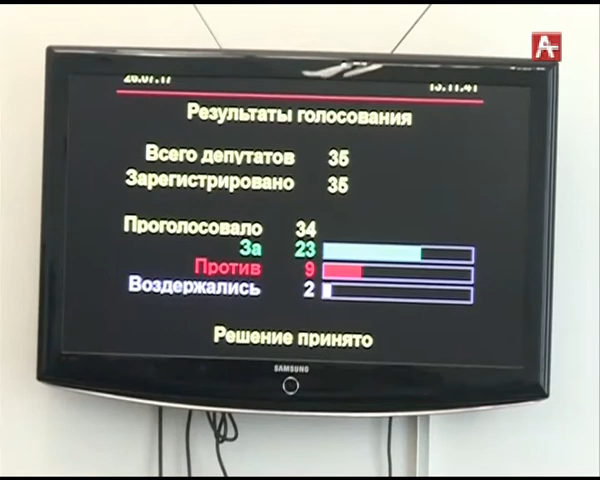 A+
Результаты голосования
Всего депутатов 35
Зарегистрировано 35
Проголосовало 34
За 23
Против 9
Воздержались 2
Решение принято
SAMSUNG